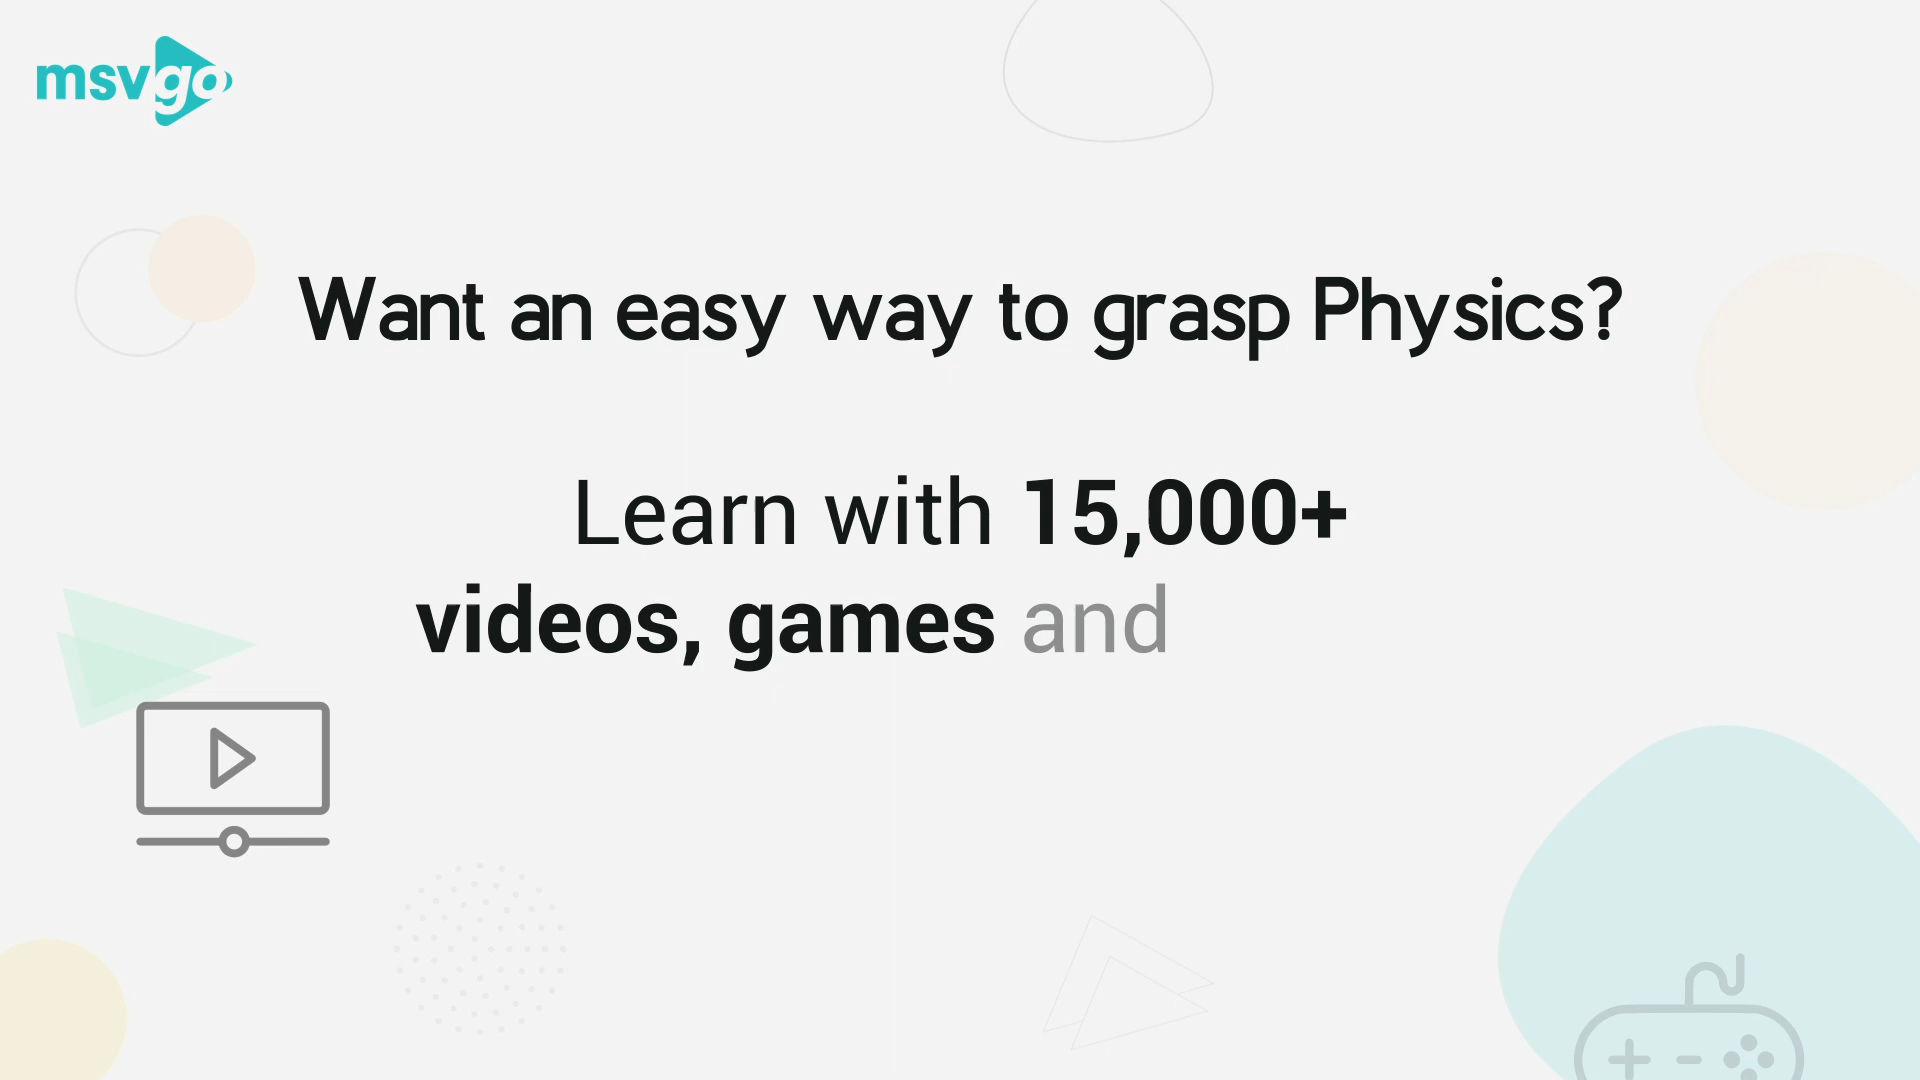 msvgo
Want an easy way to grasp Physics?
Learn with 15,000+
videos, games and